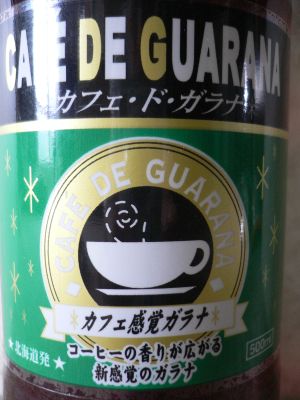 CAFE DE GUARANA
カフェ・ド・ガラナ
CAFE DE GUARANA
カフェ感覚ガラナ
★北海道発★
コーヒーの香りが広がる
新感覚のガラナ
500ml